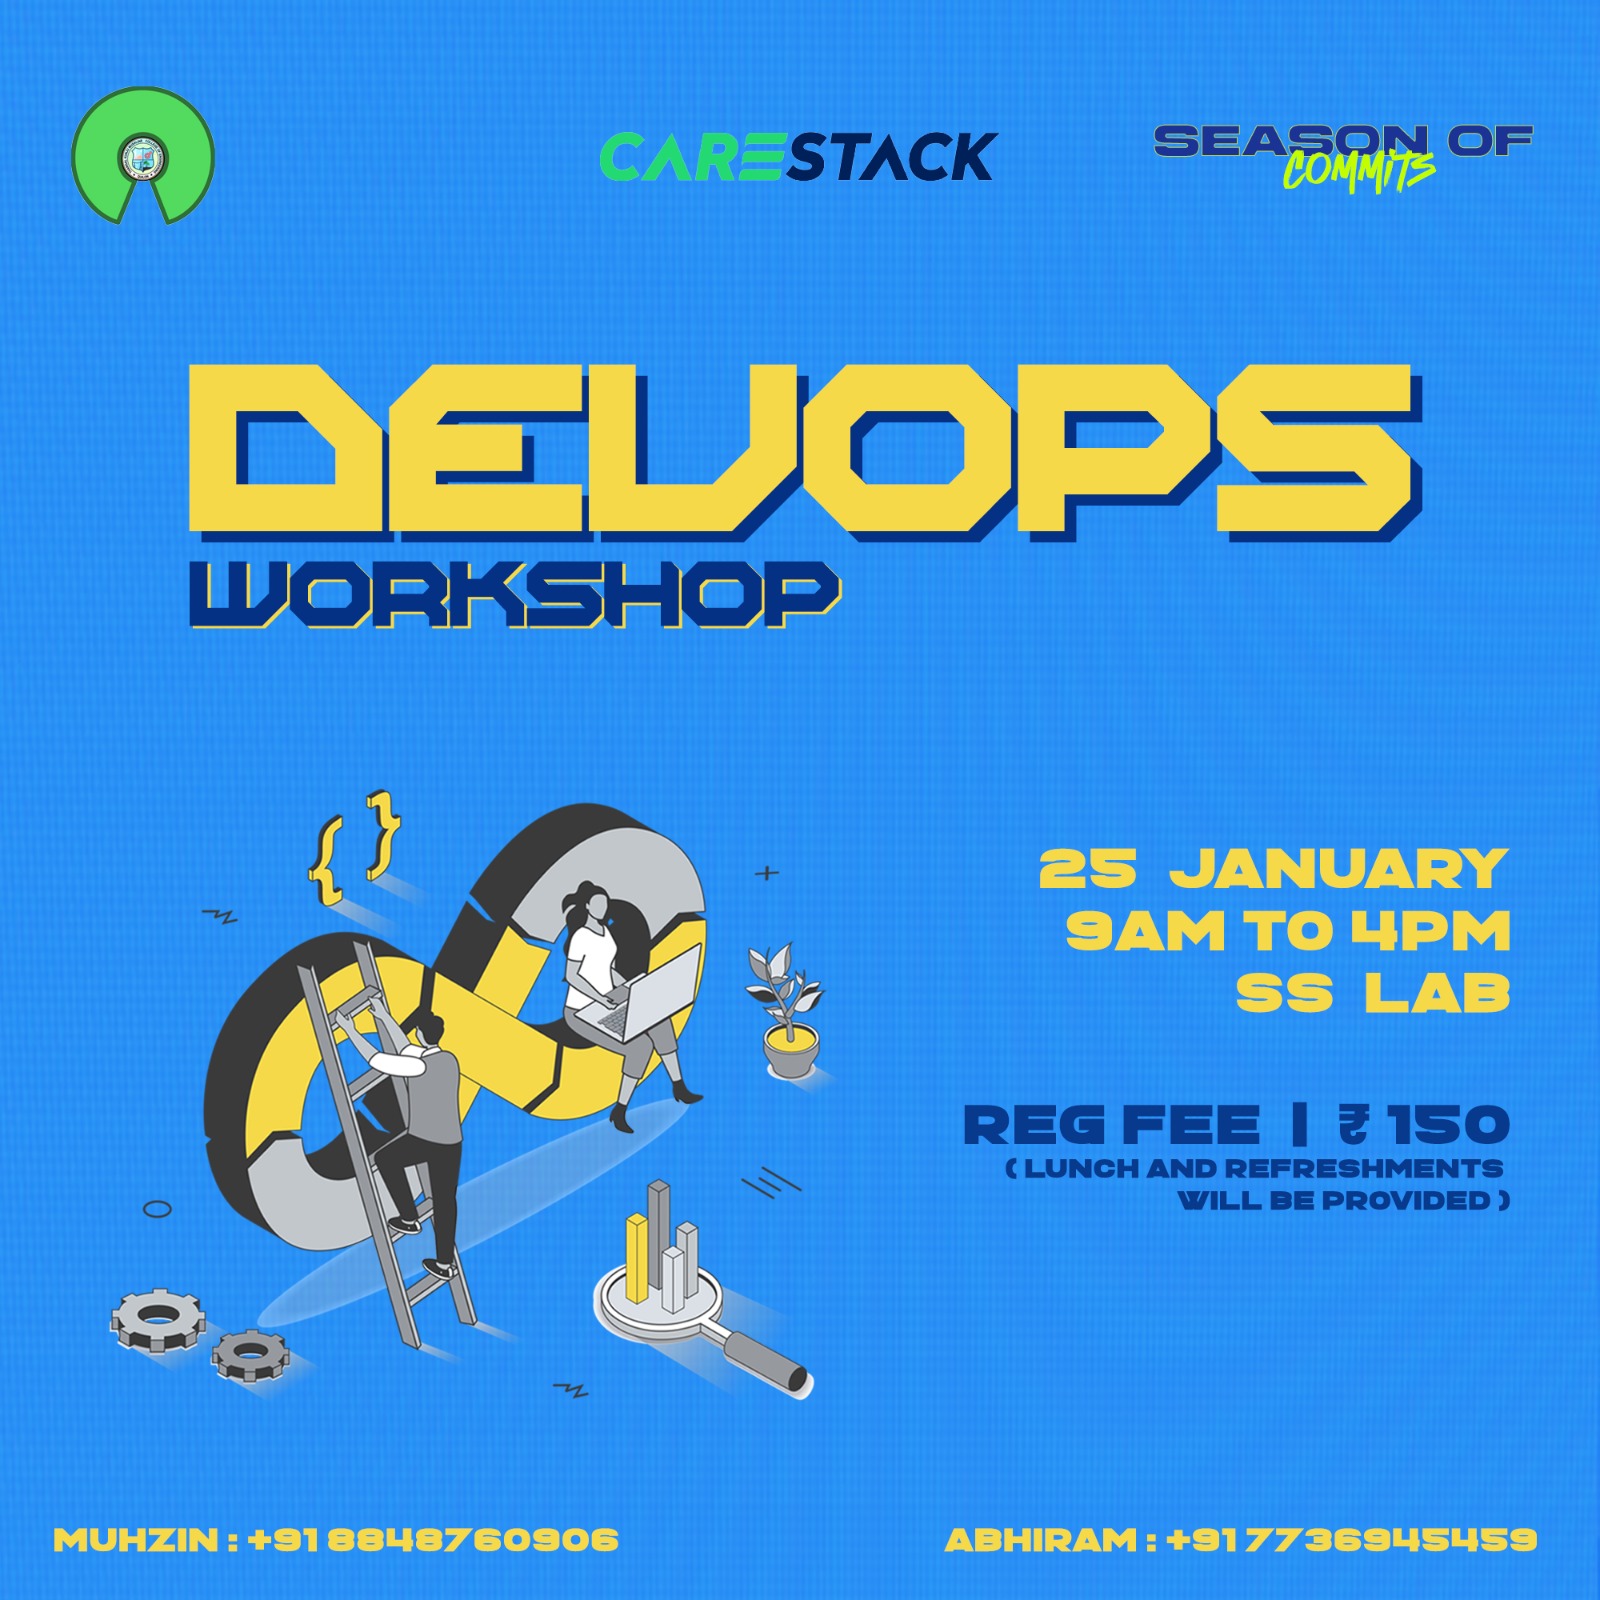 CARESTACK
SEASON OF
COMMITS
DEVOPS
WORKSHOP
{ }
25 JANUARY
9AM TO 4PM
SS LAB
REG FEE | ₹ 150
( LUNCH AND REFRESHMENTS
WILL BE PROVIDED )
MUHZIN : +91 8848760906
ABHIRAM : +91 7736945459